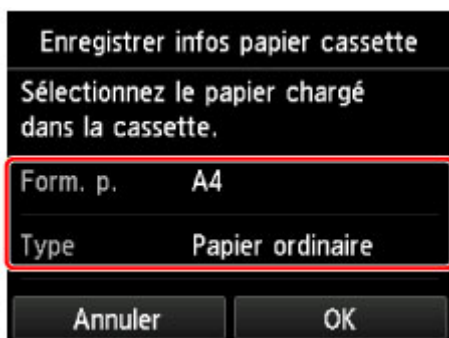 Enregistrer infos papier cassette
Sélectionnez le papier chargé
dans la cassette.
Form. p. A4
Type Papier ordinaire
Annuler OK